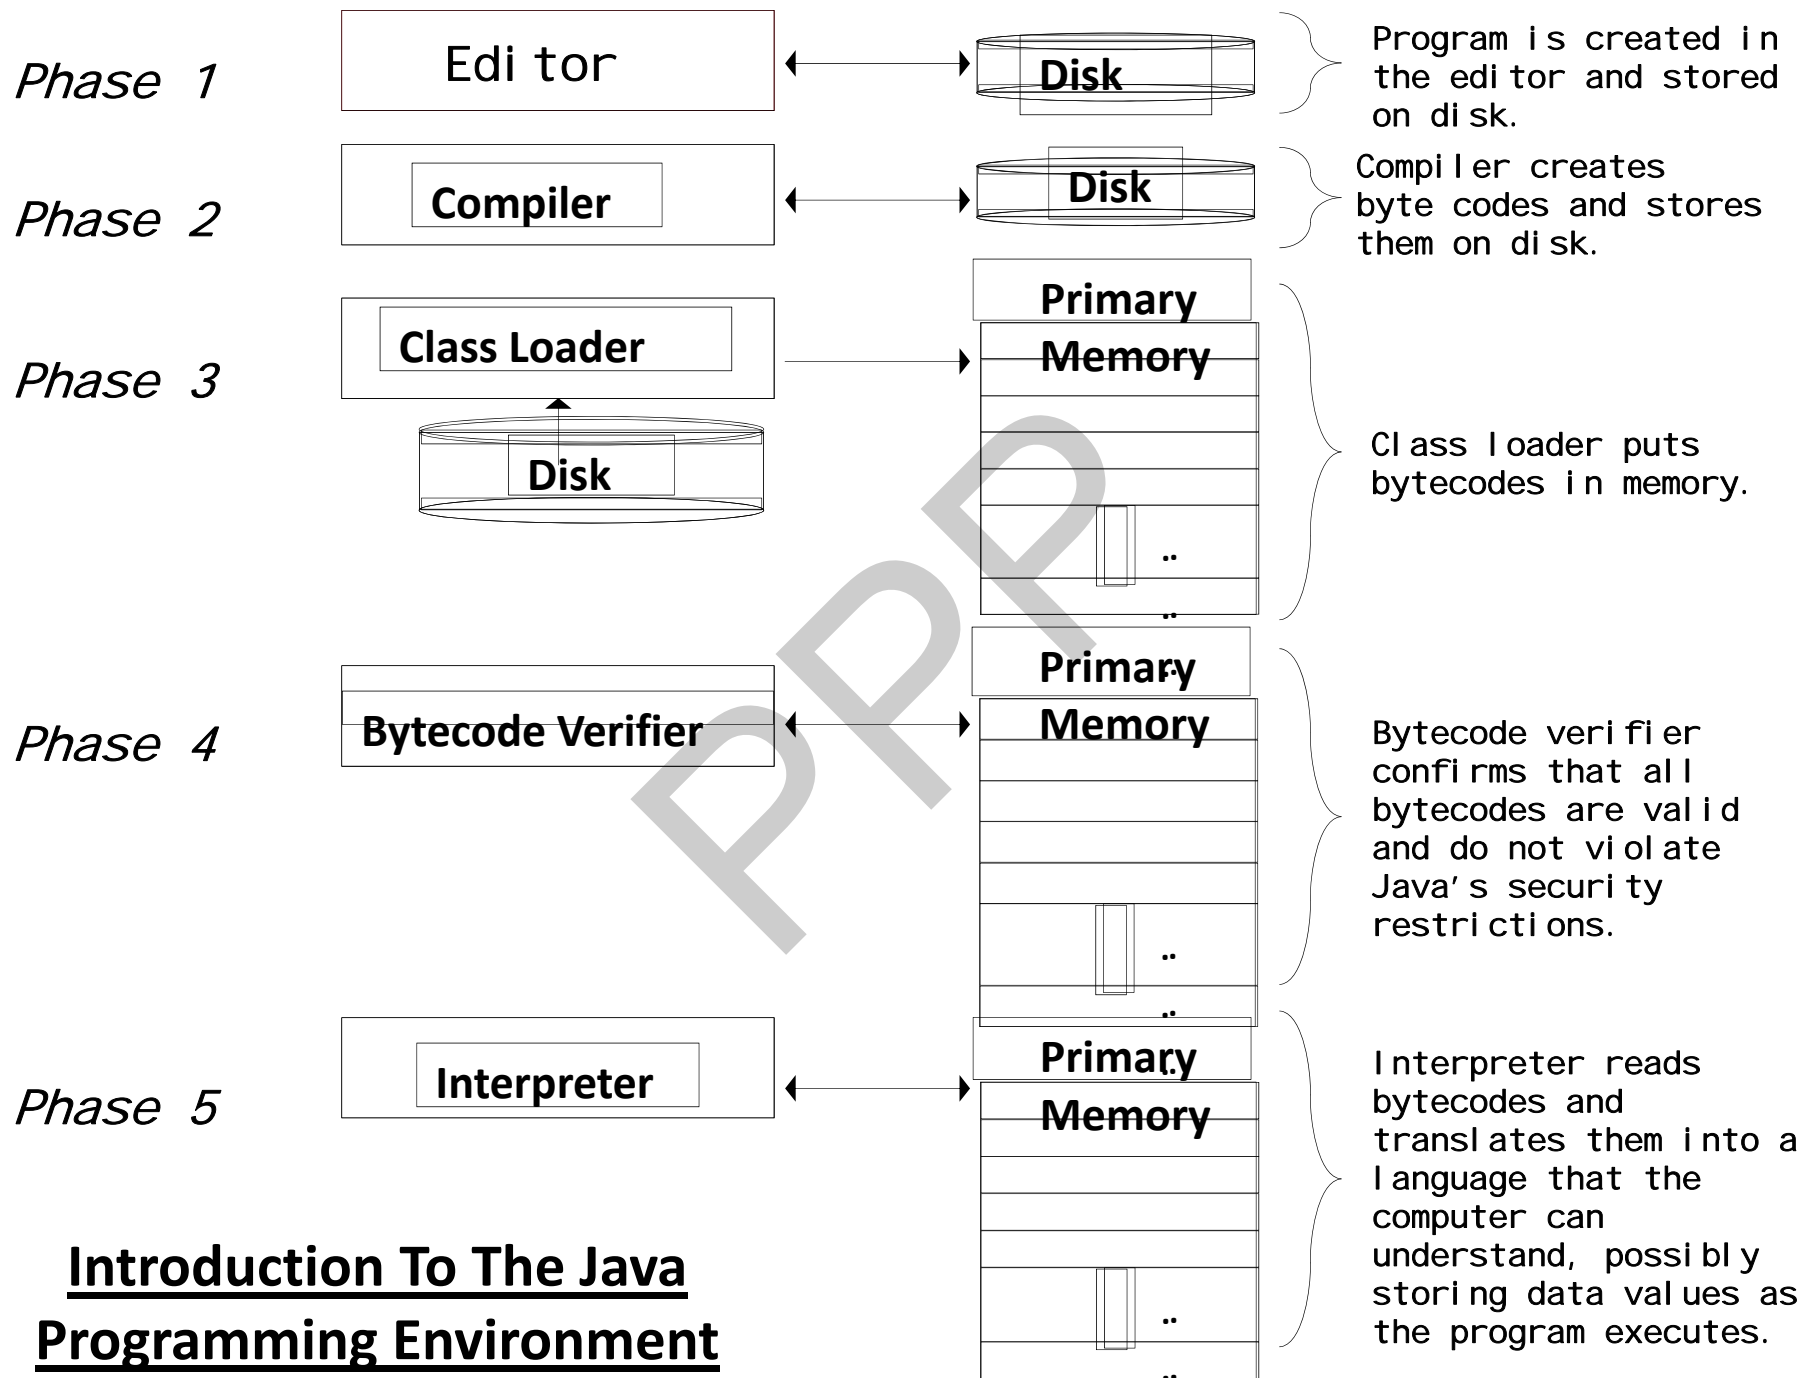 Phase 1
Editor
Disk
Program is created in
the editor and stored
on disk.
Phase 2
Compiler
Disk
Compiler creates
byte codes and stores
them on disk.
Phase 3
Class Loader
Disk
Primary
Memory
..
..
..
Class loader puts
bytecodes in memory.
Phase 4
Bytecode Verifier
Primary
Memory
..
..
..
Bytecode verifier
confirms that all
bytecodes are valid
and do not violate
Java’s security
restrictions.
Phase 5
Interpreter
Primary
Memory
..
..
Interpreter reads
bytecodes and
translates them into a
language that the
computer can
understand, possibly
storing data values as
the program executes.
Introduction To The Java
Programming Environment
PPP